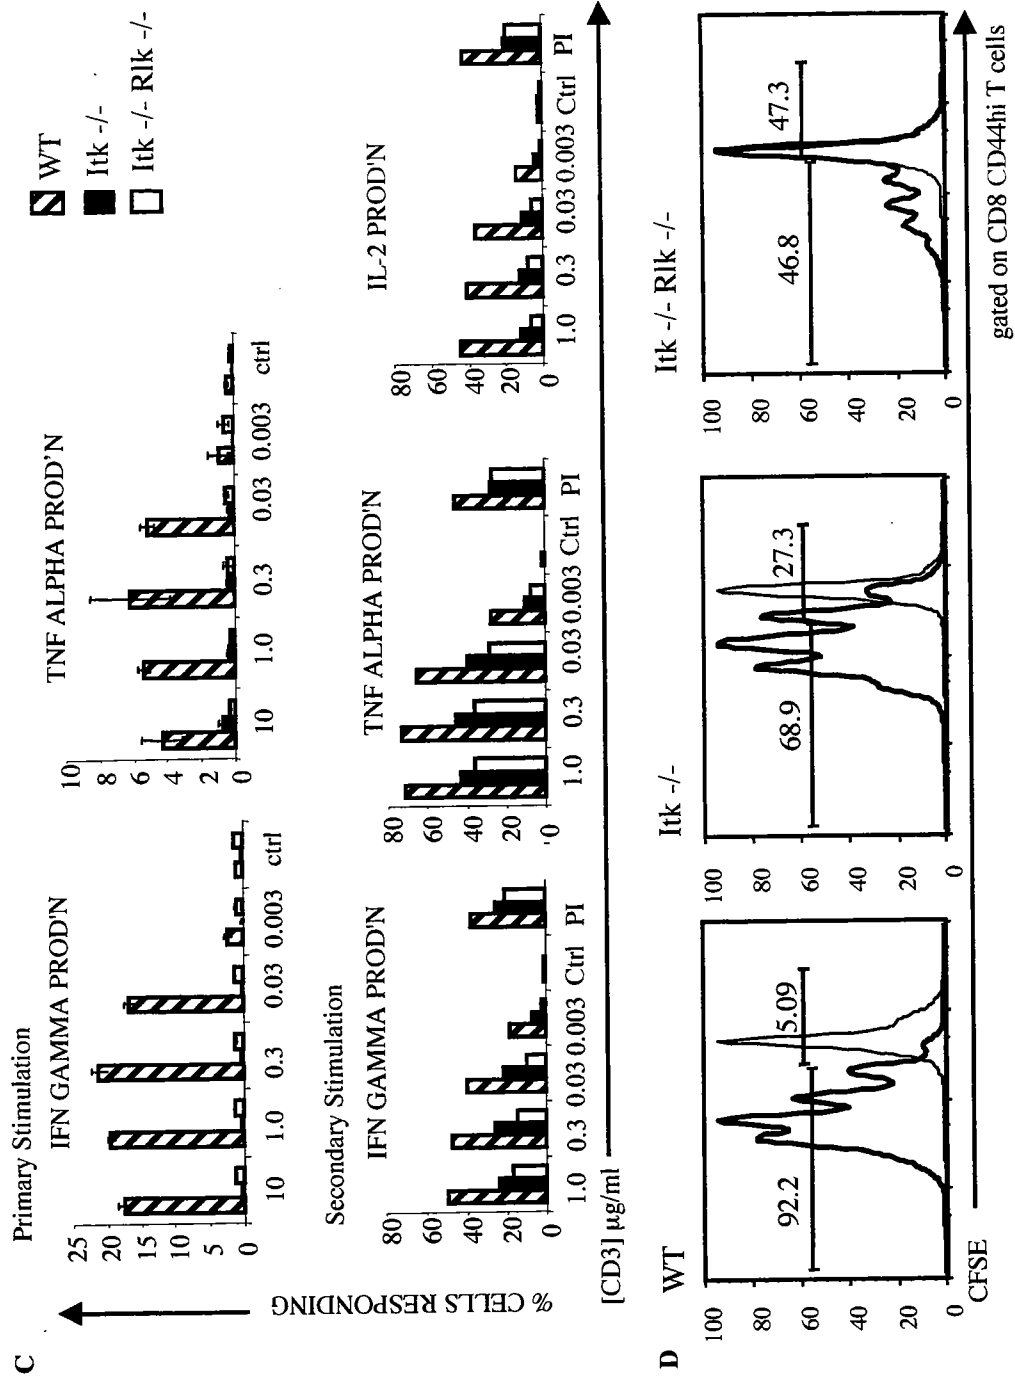 C
Primary Stimulation
WT
Itk -/-
Itk -/- Rlk -/-
IFN GAMMA PROD'N
TNF ALPHA PROD'N
25
20
15
10
5
0
10
1.0
0.3
0.03
0.003
ctrl
10
8
6
4
2
0
10
1.0
0.3
0.03
0.003
ctrl
% CELLS RESPONDING
Secondary Stimulation
IFN GAMMA PROD'N
TNF ALPHA PROD'N
IL-2 PROD'N
80
60
40
20
0
1.0
0.3
0.03
0.003
Ctrl
PI
80
60
40
20
0
1.0
0.3
0.03
0.003
Ctrl
PI
80
60
40
20
0
1.0
0.3
0.03
0.003
Ctrl
PI
[CD3] µg/ml
D
WT
Itk -/-
Itk -/- Rlk -/-
100
80
60
40
20
0
92.2
5.09
100
80
60
40
20
0
68.9
27.3
100
80
60
40
20
0
46.8
47.3
CFSE
gated on CD8 CD44hi T cells